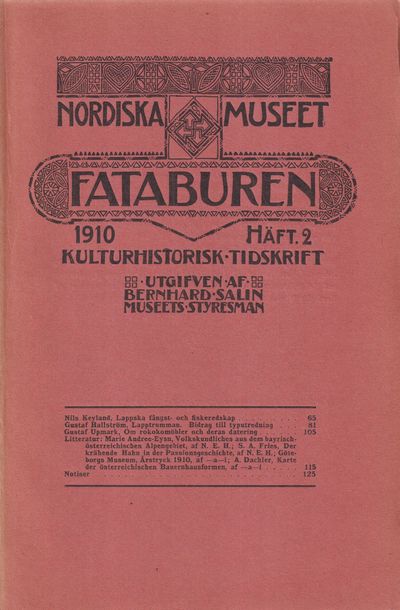 NORDISKA MUSEET
FATABUREN
1910 HÄFT. 2
KULTURHISTORISK · TIDSKRIFT
· UTGIFVEN · AF ·
BERNHARD · SALIN
MUSEETS · STYRESMAN
Nils Keyland, Lappska fångst- och fiskeredskap . . . . . 65
Gustaf Hallström, Lapptrumman. Bidrag till typutredning . . . . 81
Gustaf Upmark, Om rokokomöbler och deras datering . . . . 105
Litteratur: Marie Andree-Eysn, Volkskundliches aus dem bayrisch-
österreichischen Alpengebiet, af N. E. H.; S. A. Fries, Der
krähende Hahn in der Passionsgeschichte, af N. E. H.; Göte-
borgs Museum, Årstryck 1910, af —a—l; A. Dachler, Karte
der österreichischen Bauernhausformen, af —a—l . . . . 115
Notiser . . . . . 125